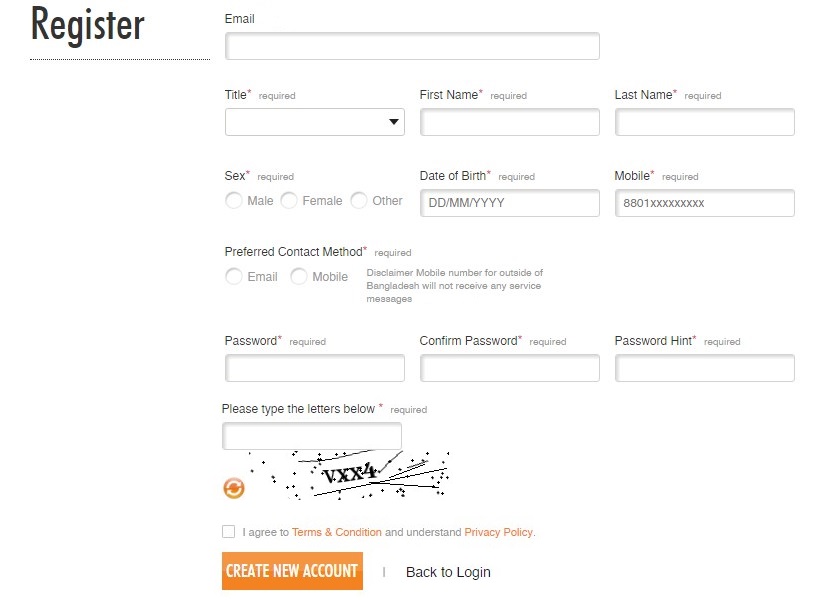 Register
Email
Title* required First Name* required Last Name* required
Sex* required Date of Birth* required Mobile* required
Male Female Other DD/MM/YYYY 8801xxxxxxxxx
Preferred Contact Method* required
Email Mobile Disclaimer Mobile number for outside of
Bangladesh will not receive any service
messages
Password* required Confirm Password* required Password Hint* required
Please type the letters below * required
vxx4
I agree to Terms & Condition and understand Privacy Policy.
CREATE NEW ACCOUNT | Back to Login